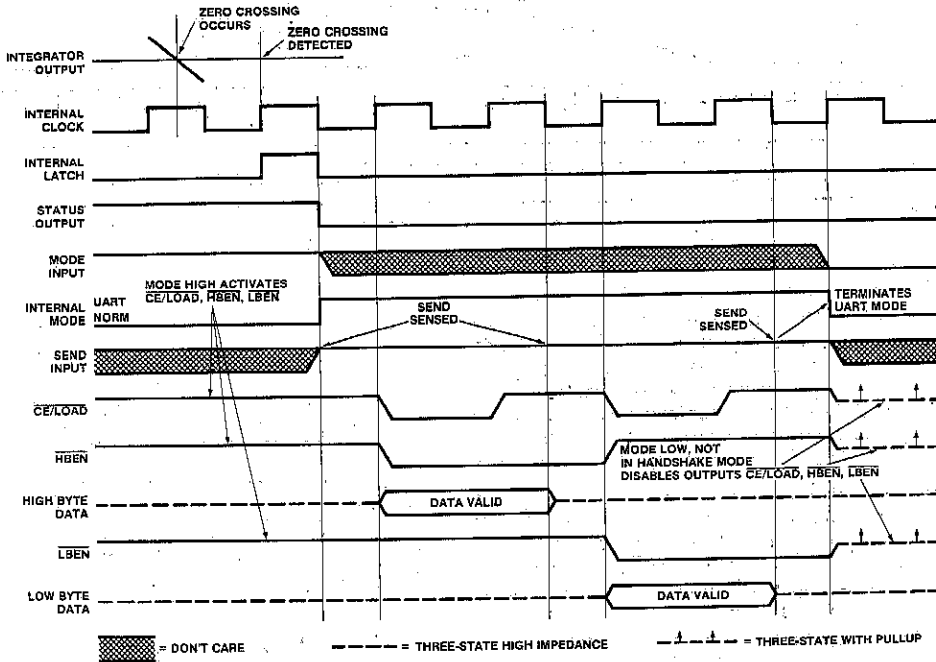 ZERO CROSSING
OCCURS
ZERO CROSSING
DETECTED
INTEGRATOR
OUTPUT
INTERNAL
CLOCK
INTERNAL
LATCH
STATUS
OUTPUT
MODE
INPUT
MODE HIGH ACTIVATES
CE/LOAD, HBEN, LBEN
INTERNAL
MODE
UART
NORM
SEND
SENSED
SEND
SENSED
TERMINATES
UART MODE
SEND
INPUT
CE/LOAD
HBEN
MODE LOW, NOT
IN HANDSHAKE MODE
DISABLES OUTPUTS CE/LOAD, HBEN, LBEN
HIGH BYTE
DATA
DATA VALID
LBEN
LOW BYTE
DATA
DATA VALID
= DON'T CARE
= THREE-STATE HIGH IMPEDANCE
= THREE-STATE WITH PULLUP